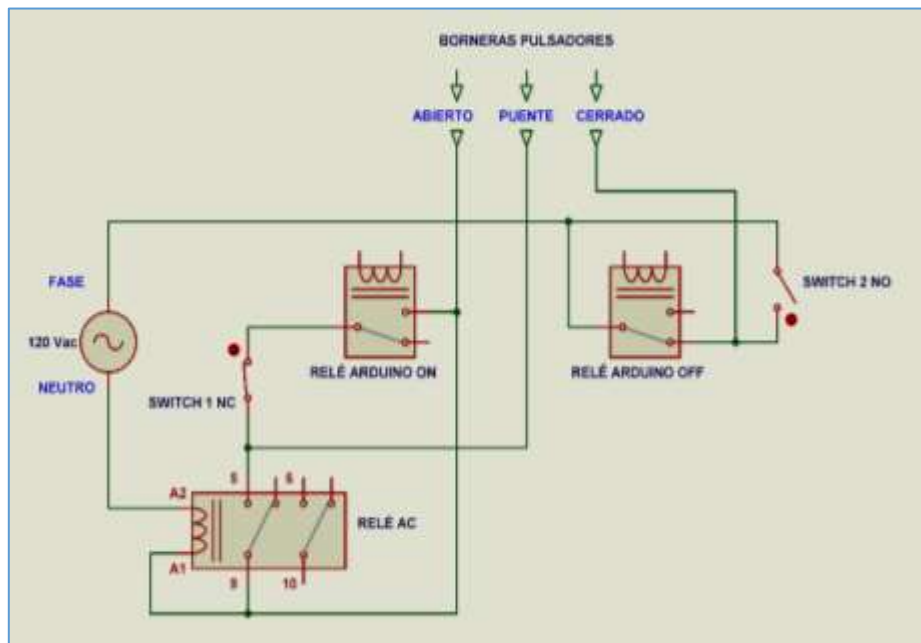 BORNERAS PULSADORES
ABIERTO PUENTE CERRADO
FASE
SWITCH 2 NO
120 Vac
RELÉ ARDUINO ON
RELÉ ARDUINO OFF
NEUTRO
SWITCH 1 NC
5 6
A2
RELÉ AC
A1
9 10